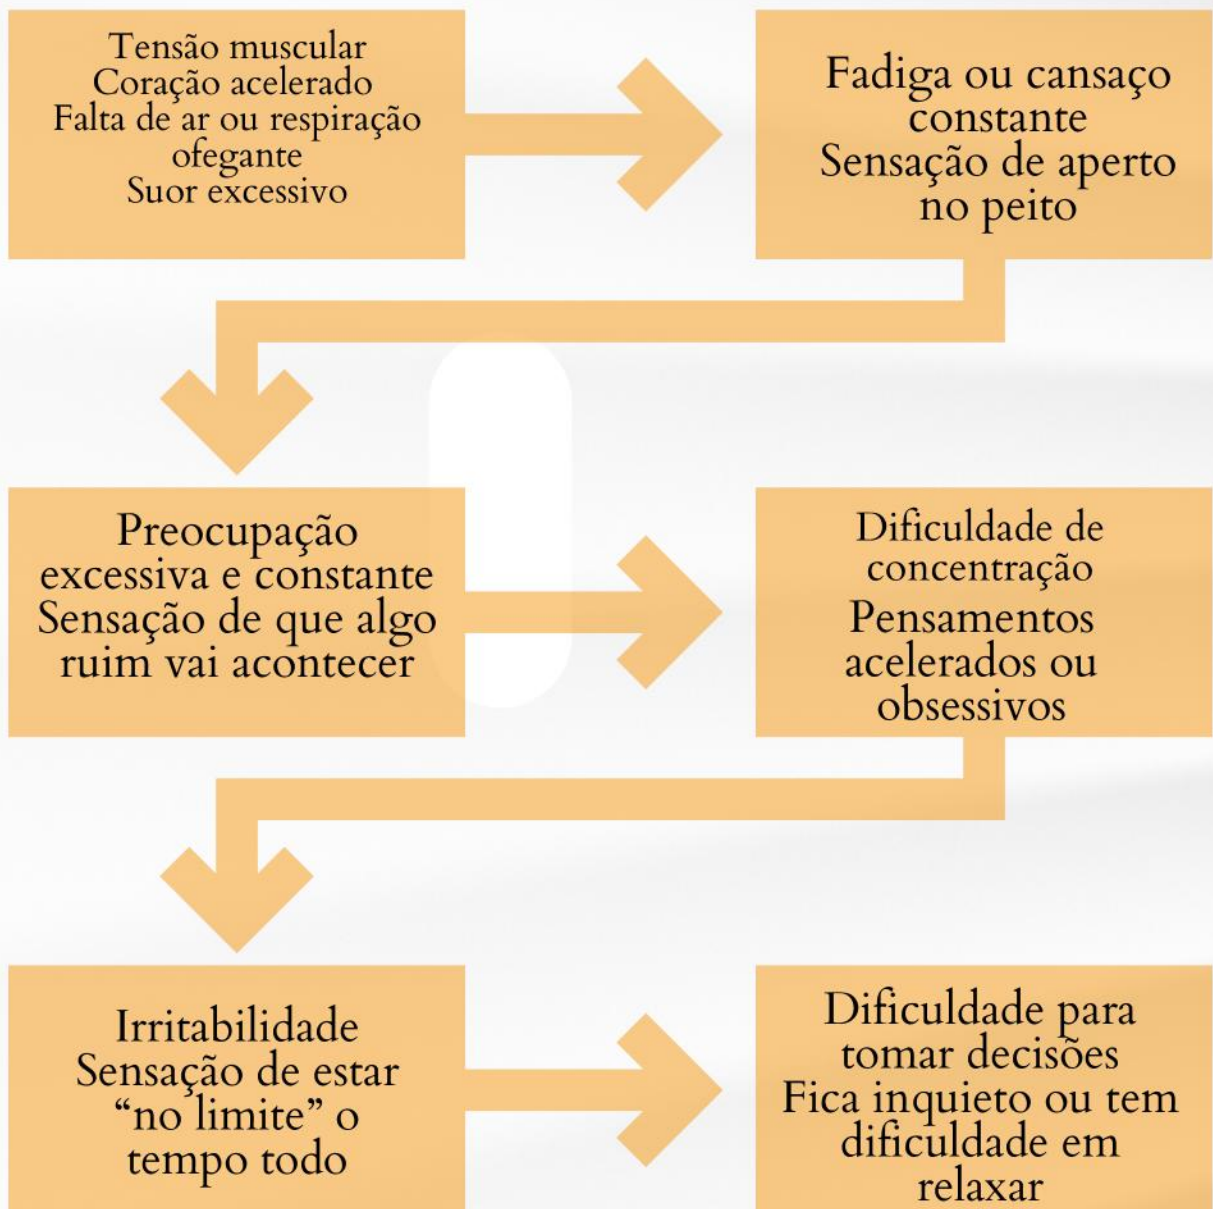 Tensão muscular
Coração acelerado
Falta de ar ou respiração
ofegante
Suor excessivo
Fadiga ou cansaço
constante
Sensação de aperto
no peito
Preocupação
excessiva e constante
Sensação de que algo
ruim vai acontecer
Dificuldade de
concentração
Pensamentos
acelerados ou
obsessivos
Irritabilidade
Sensação de estar
“no limite” o
tempo todo
Dificuldade para
tomar decisões
Fica inquieto ou tem
dificuldade em
relaxar